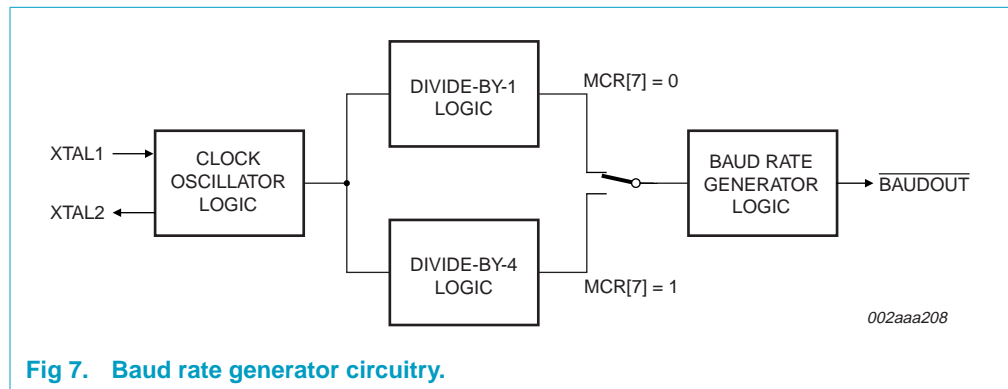 DIVIDE-BY-1
LOGIC
MCR[7] = 0
XTAL1
XTAL2
CLOCK
OSCILLATOR
LOGIC
BAUD RATE
GENERATOR
LOGIC
BAUDOUT
DIVIDE-BY-4
LOGIC
MCR[7] = 1
002aaa208
Fig 7. Baud rate generator circuitry.